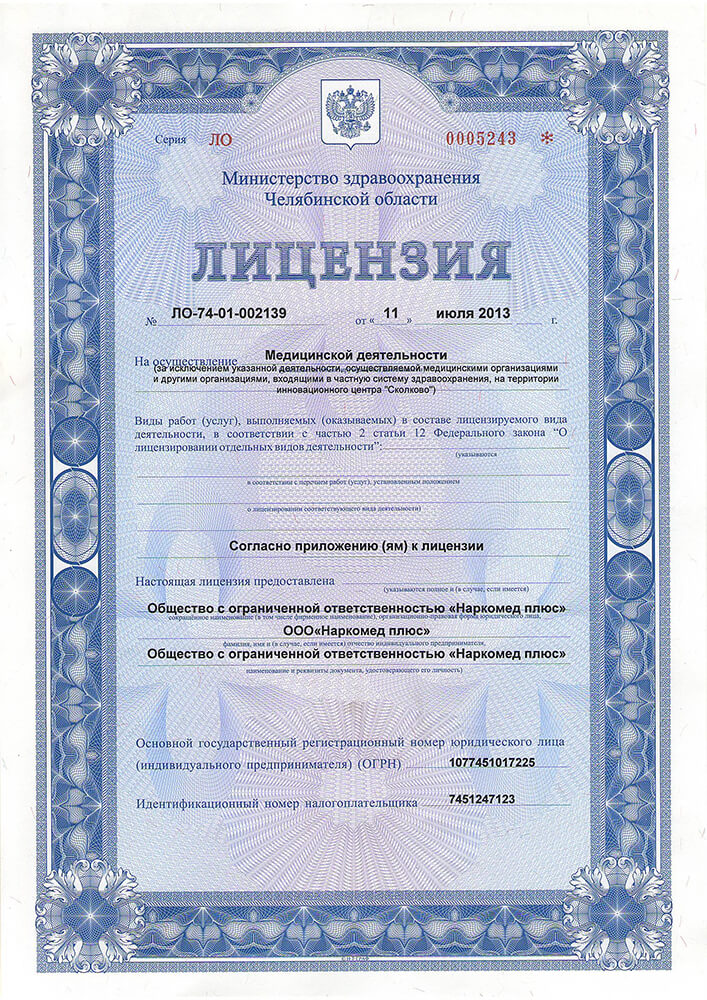 Серия ЛО 0005243 *
Министерство здравоохранения
Челябинской области
ЛИЦЕНЗИЯ
№ ЛО-74-01-002139 от « 11 » июля 2013 г.
На осуществление Медицинской деятельности
(за исключением указанной деятельности, осуществляемой медицинскими организациями
и другими организациями, входящими в частную систему здравоохранения, на территории
инновационного центра "Сколково")
Виды работ (услуг), выполняемых (оказываемых) в составе лицензируемого вида
деятельности, в соответствии с частью 2 статьи 12 Федерального закона “О
лицензировании отдельных видов деятельности”:
(указываются
в соответствии с перечнем работ (услуг), установленным положением
о лицензировании соответствующего вида деятельности)
Согласно приложению (ям) к лицензии
Настоящая лицензия предоставлена
(указываются полное и (в случае, если имеется)
Общество с ограниченной ответственностью «Наркомед плюс»
сокращённое наименование (в том числе фирменное наименование), организационно-правовая форма юридического лица,
ООО«Наркомед плюс»
фамилия, имя и (в случае, если имеется) отчество индивидуального предпринимателя,
Общество с ограниченной ответственностью «Наркомед плюс»
наименование и реквизиты документа, удостоверяющего его личность)
Основной государственный регистрационный номер юридического лица
(индивидуального предпринимателя) (ОГРН) 1077451017225
Идентификационный номер налогоплательщика 7451247123